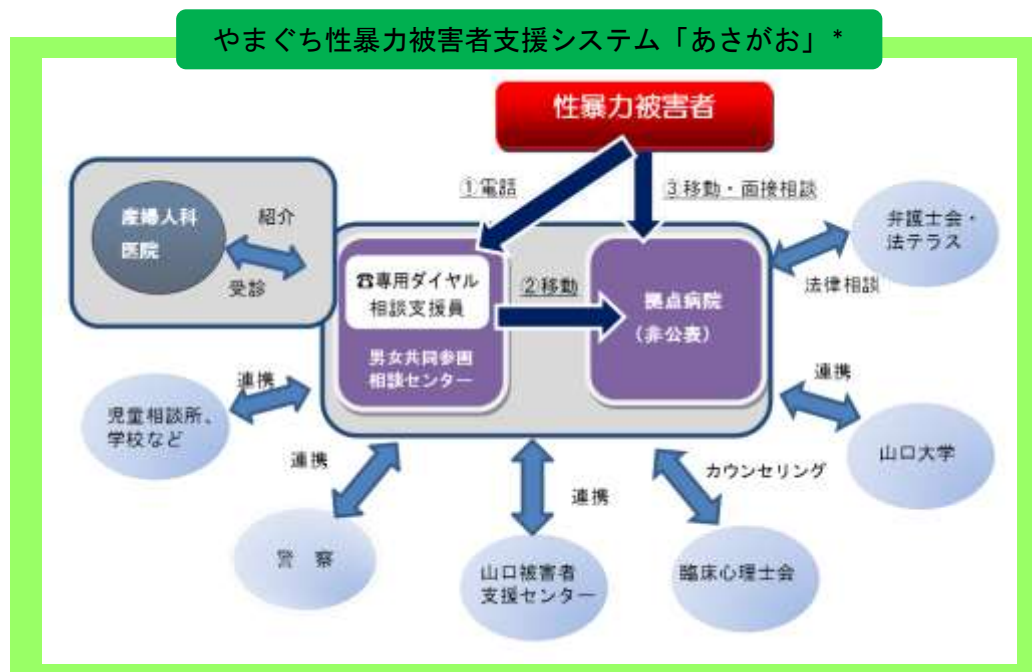 やまぐち性暴力被害者支援システム「あさがお」*
性暴力被害者
①電話
③移動・面接相談
産婦人科
医院
紹介
受診
弁護士会・
法テラス
法律相談
☎専用ダイヤル
相談支援員
②移動
拠点病院
(非公表)
男女共同参画
相談センター
連携
児童相談所、
学校など
連携
山口大学
連携
警 察
連携
山口被害者
支援センター
カウンセリング
臨床心理士会